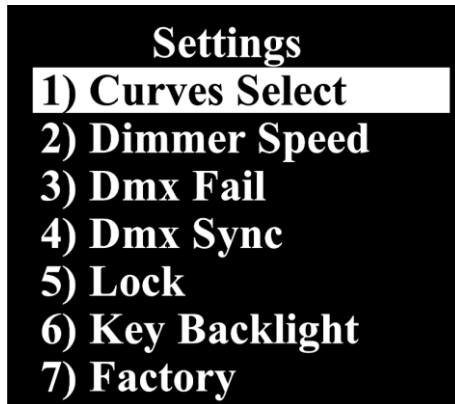 Settings
1) Curves Select
2) Dimmer Speed
3) Dmx Fail
4) Dmx Sync
5) Lock
6) Key Backlight
7) Factory